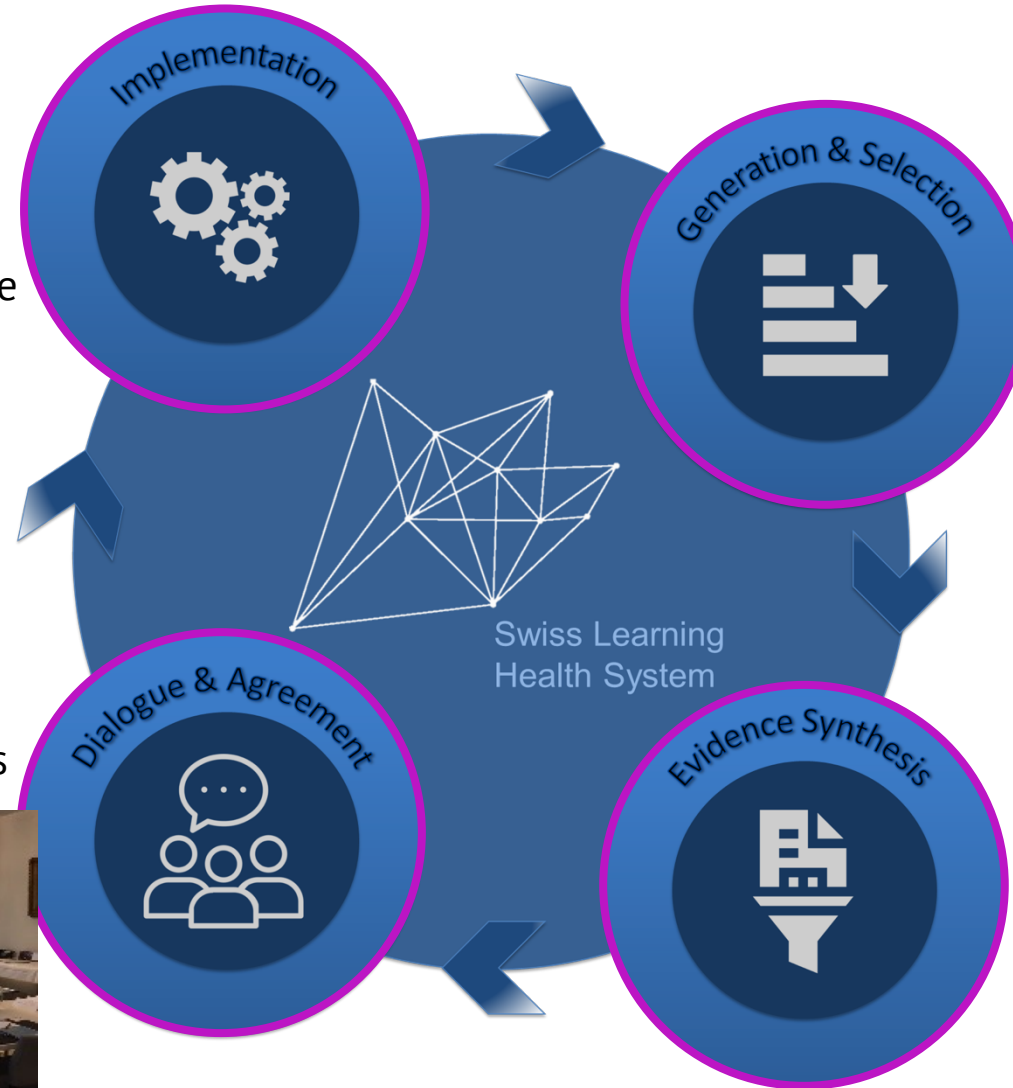 Implementation
Generation & Selection
e
Swiss Learning
Health System
Dialogue & Agreement
Evidence Synthesis
s